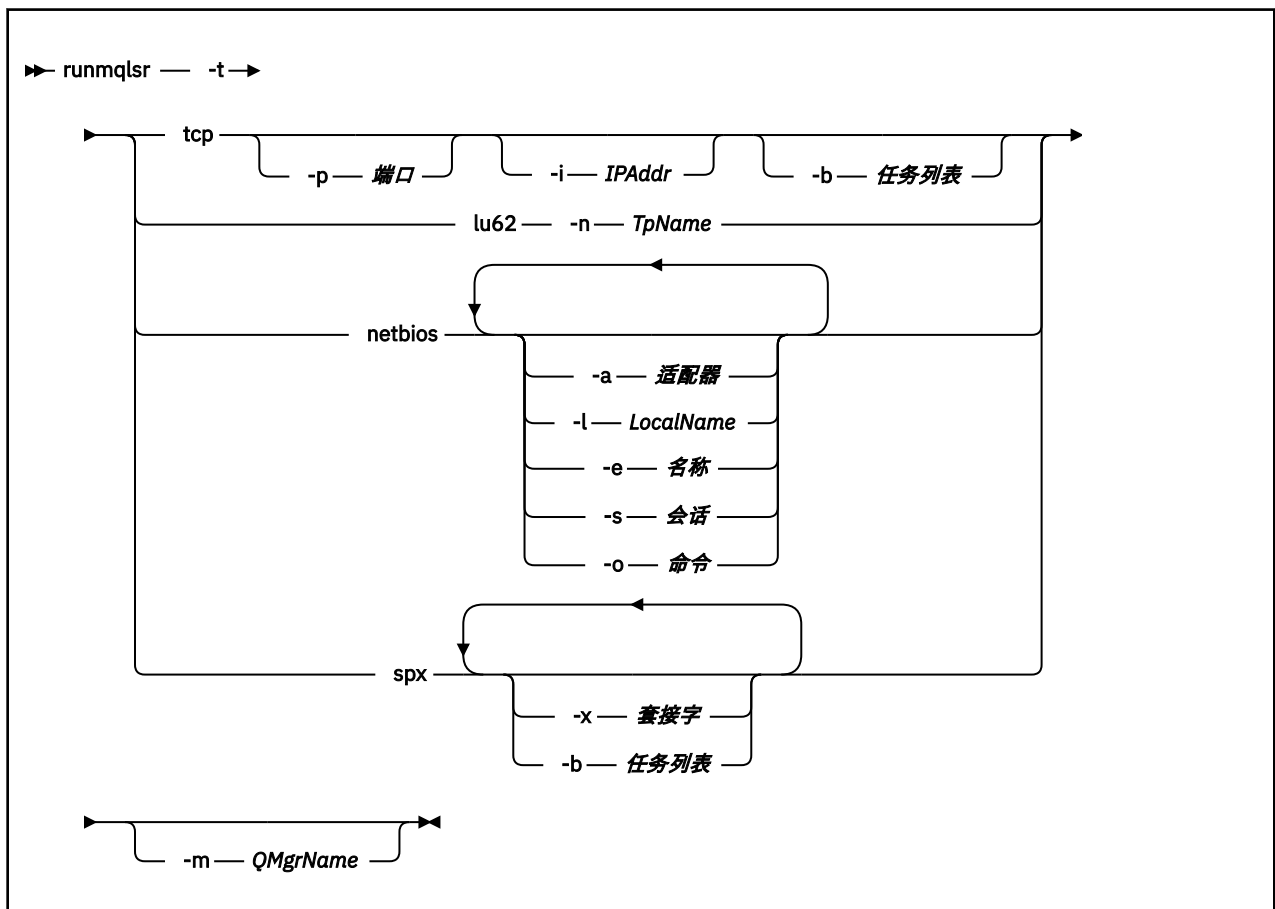 runmqlsr -t
tcp
-p 端口 -i IPAddr -b 任务列表
lu62 -n TpName
netbios
-a 适配器
-l LocalName
-e 名称
-s 会话
-o 命令
spx
-x 套接字
-b 任务列表
-m QMgrName